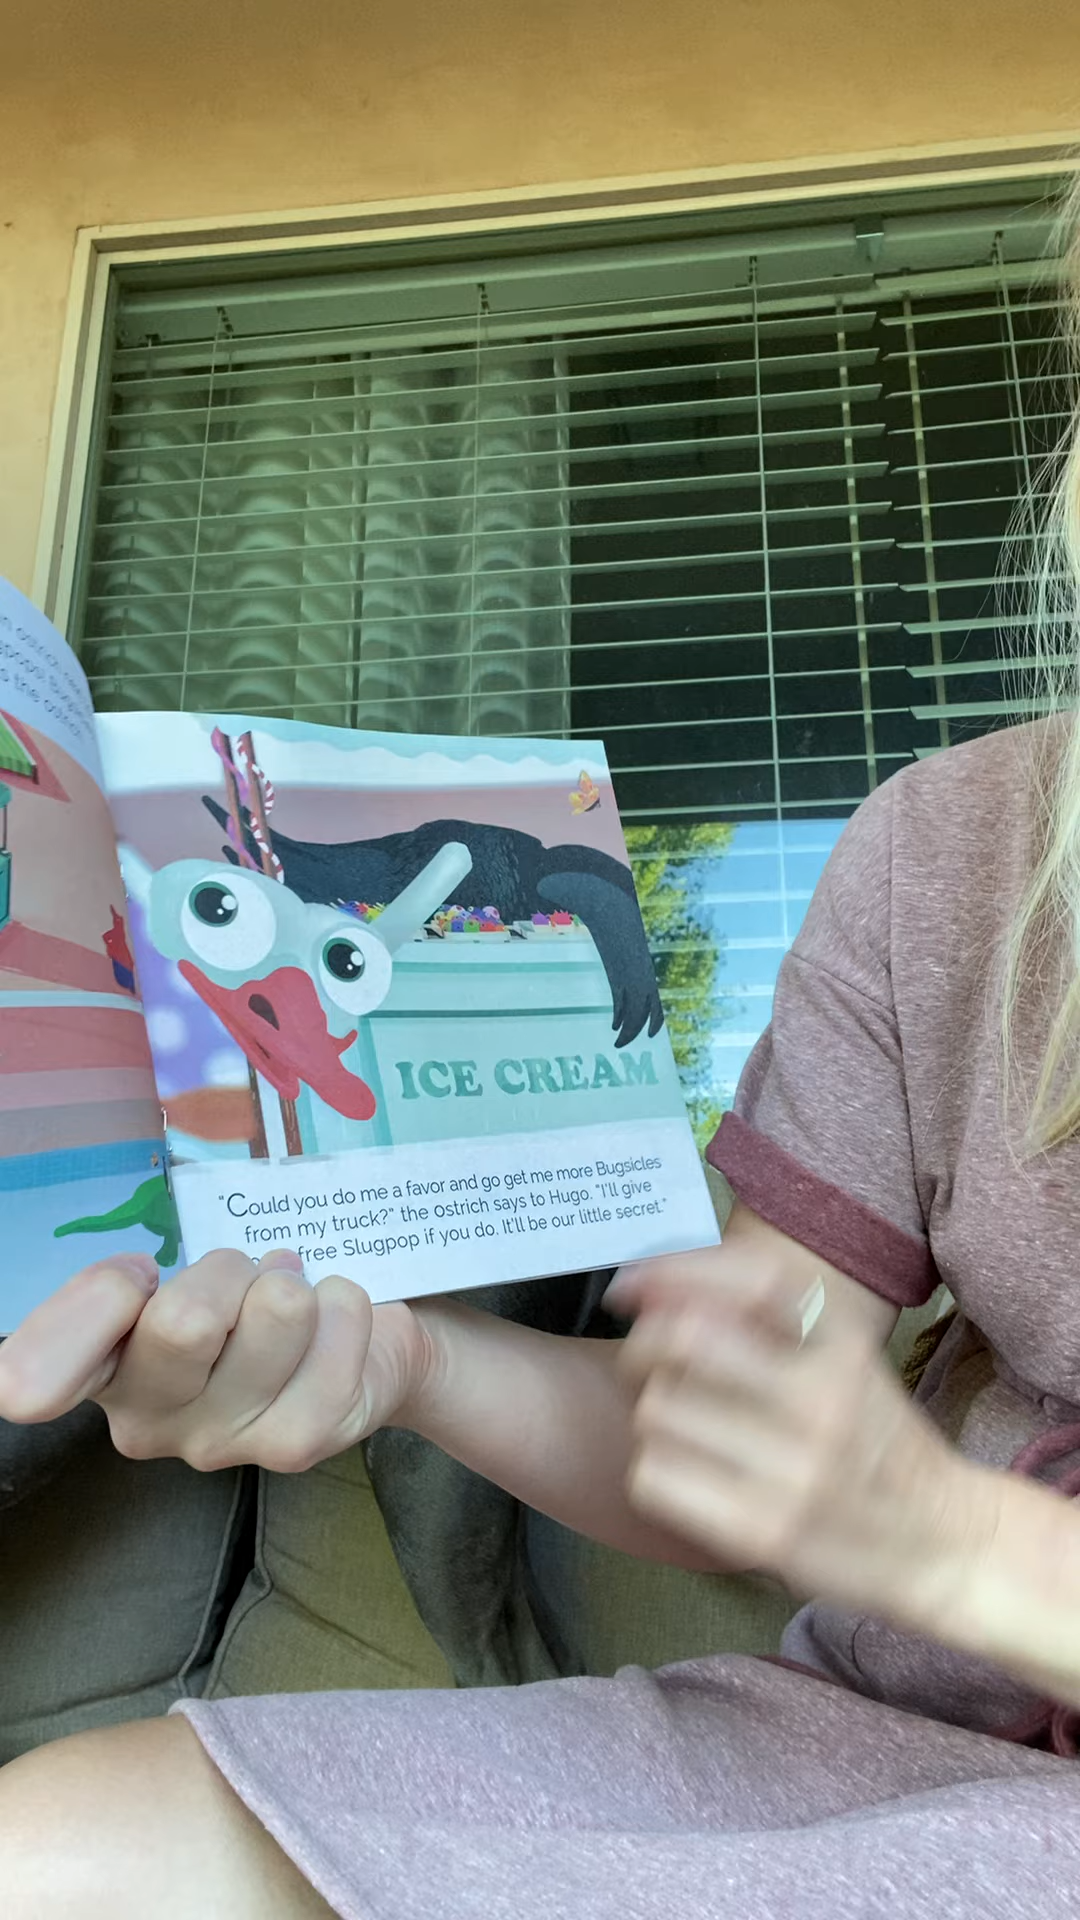 ICE CREAM
"Could you do me a favor and go get me more Bugsicles
from my truck?" the ostrich says to Hugo. "I'll give
free Slugpop if you do. It'll be our little secret."